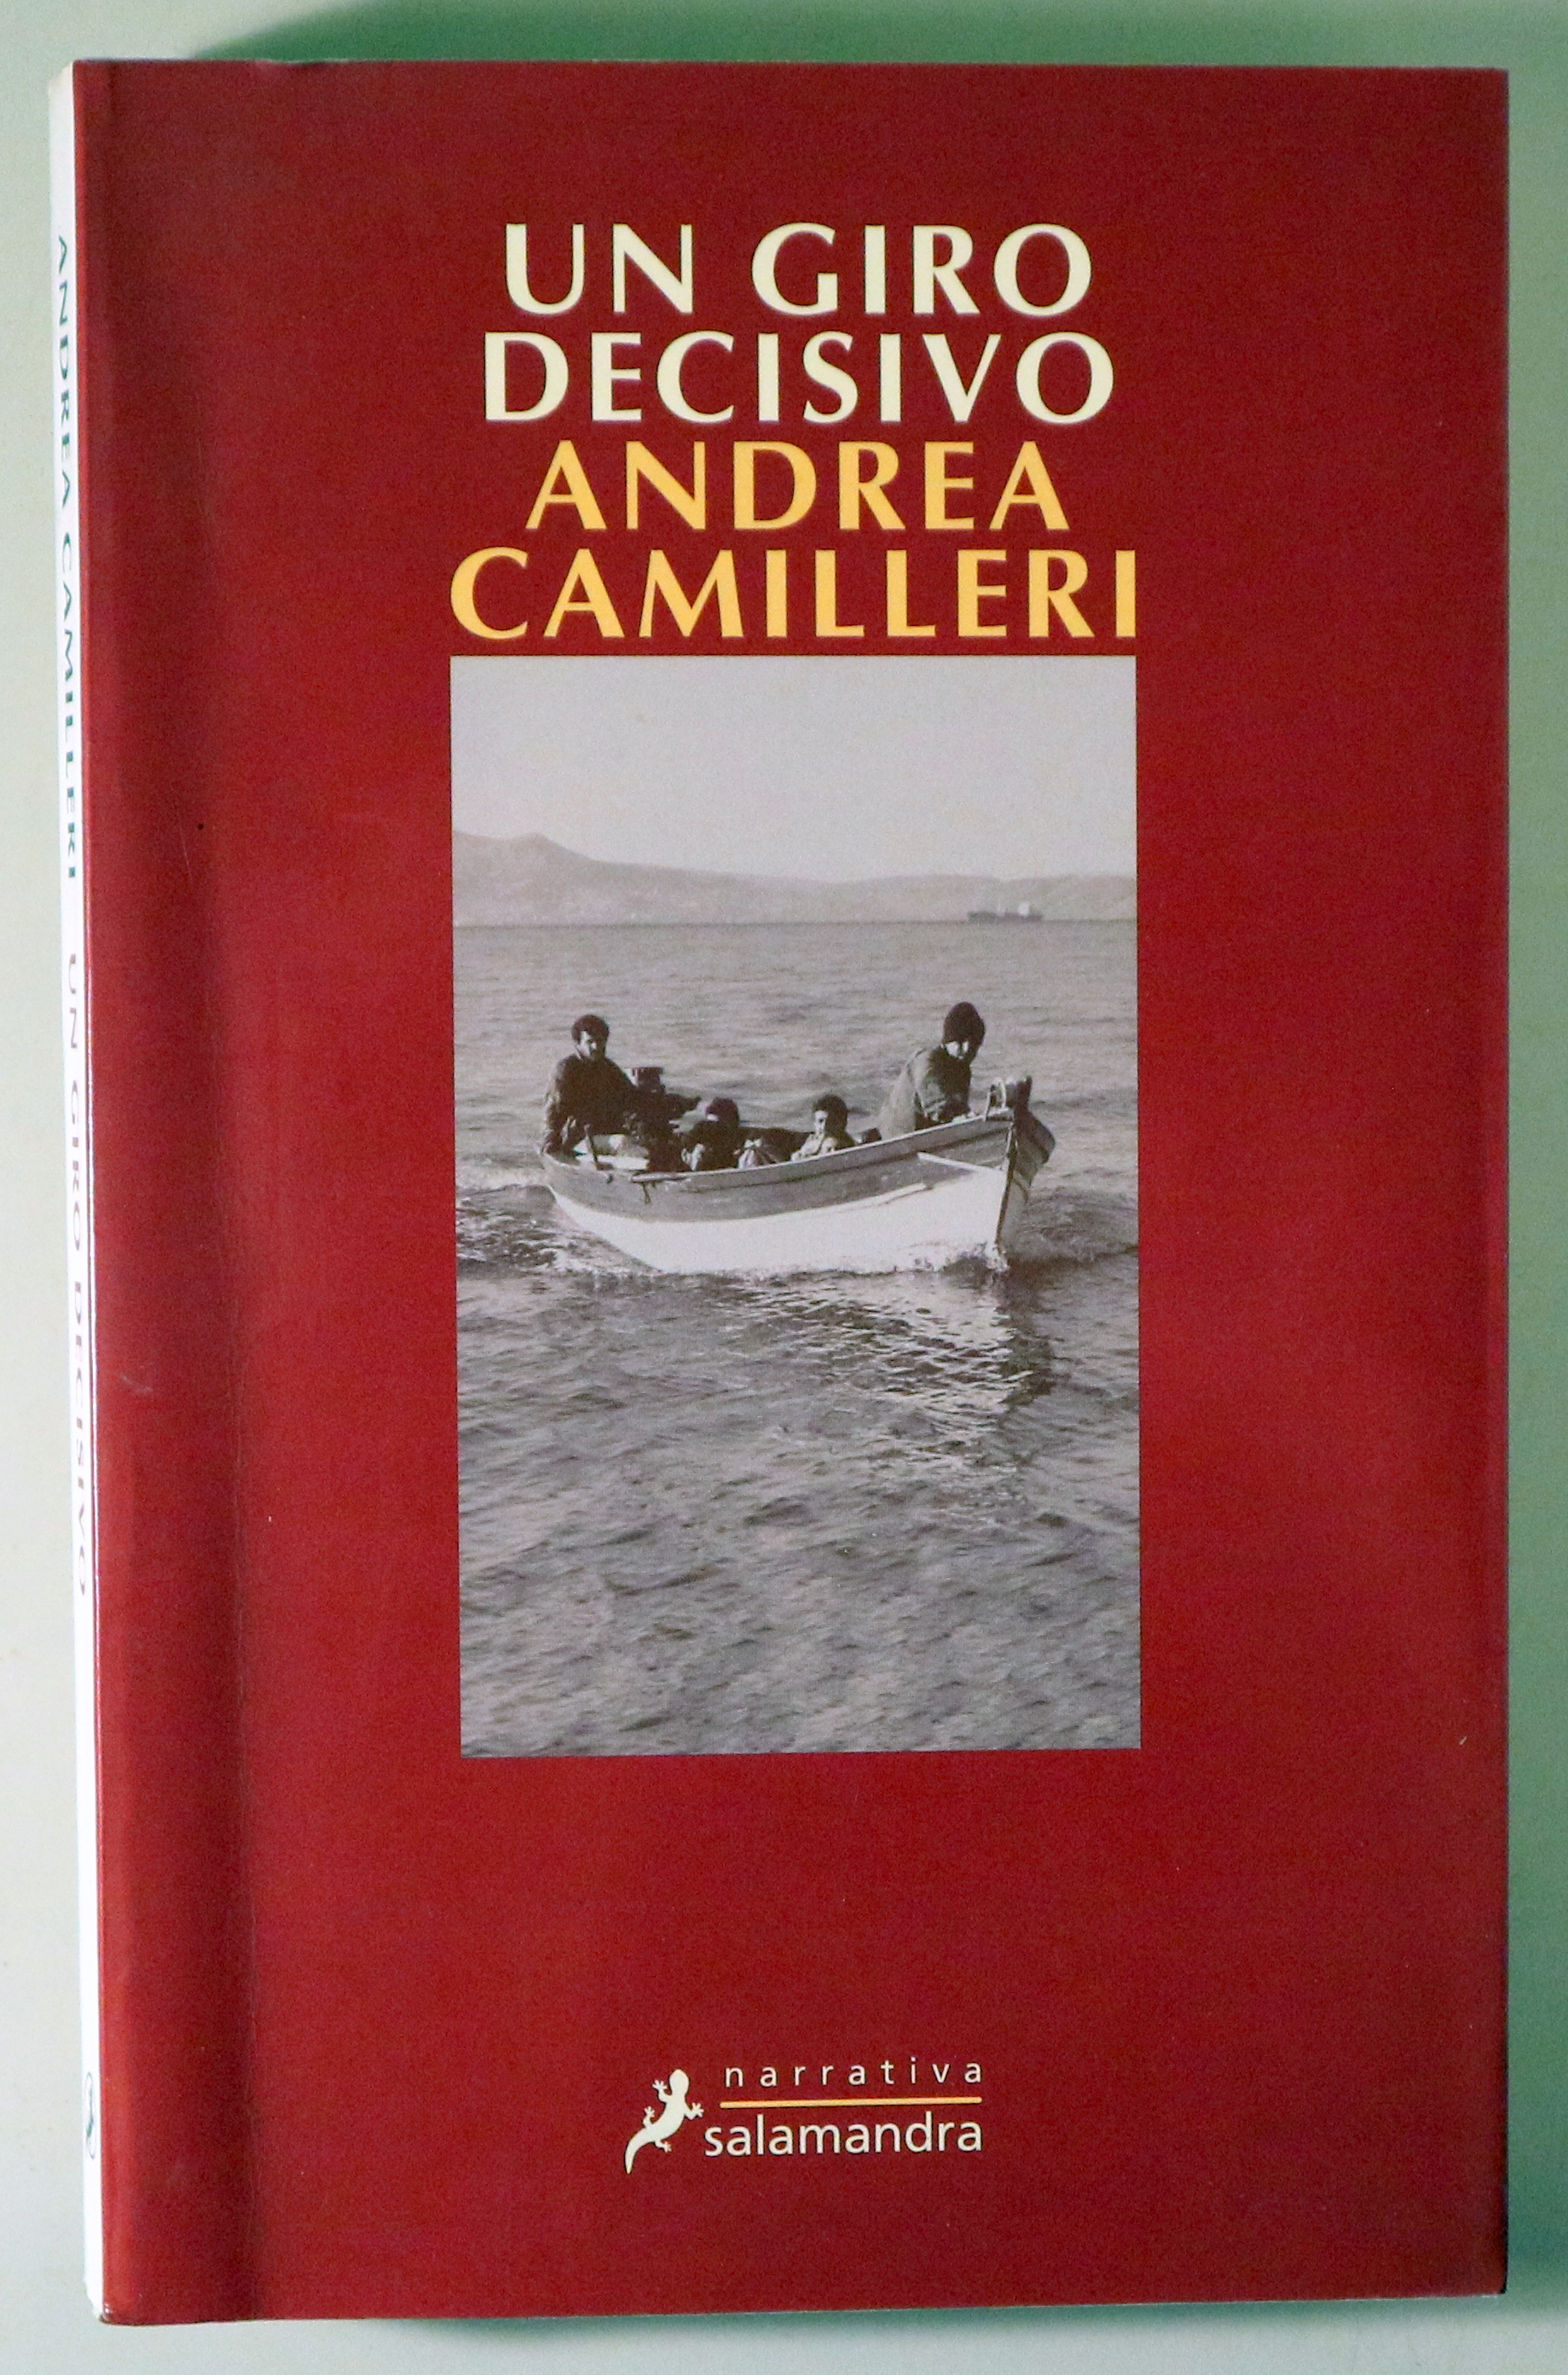 UN GIRO
DECISIVO
ANDREA
CAMILLERI
narrativa
salamandra
ANDREA CAMILLERI UN GIRO DECISIVO